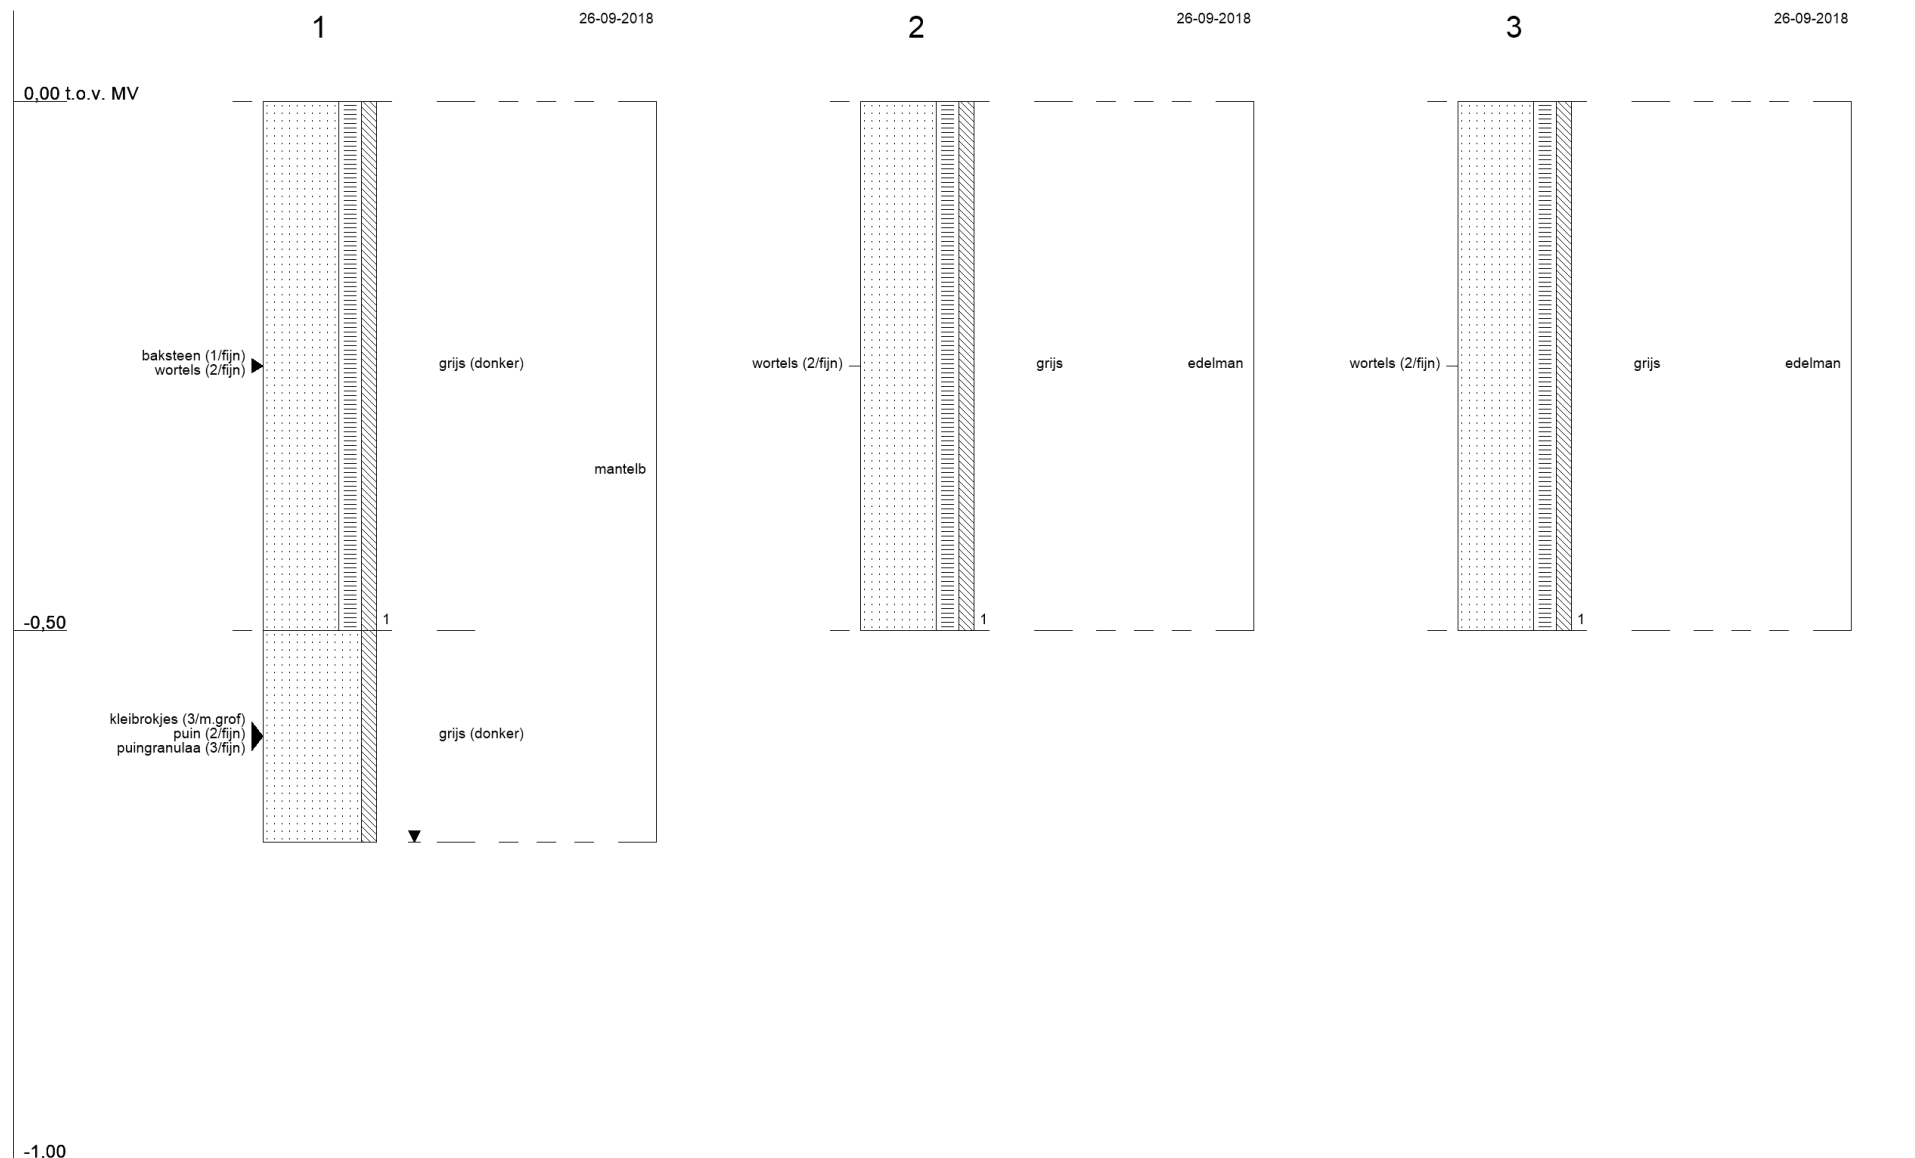 1
26-09-2018
2
26-09-2018
3
26-09-2018
0,00 t.o.v. MV
baksteen (1/fijn)
wortels (2/fijn)
grijs (donker)
mantelb
wortels (2/fijn)
grijs
edelman
wortels (2/fijn)
grijs
edelman
-0,50
1
1
1
kleibrokjes (3/m.grof)
puin (2/fijn)
puingranulaa (3/fijn)
grijs (donker)
-1,00